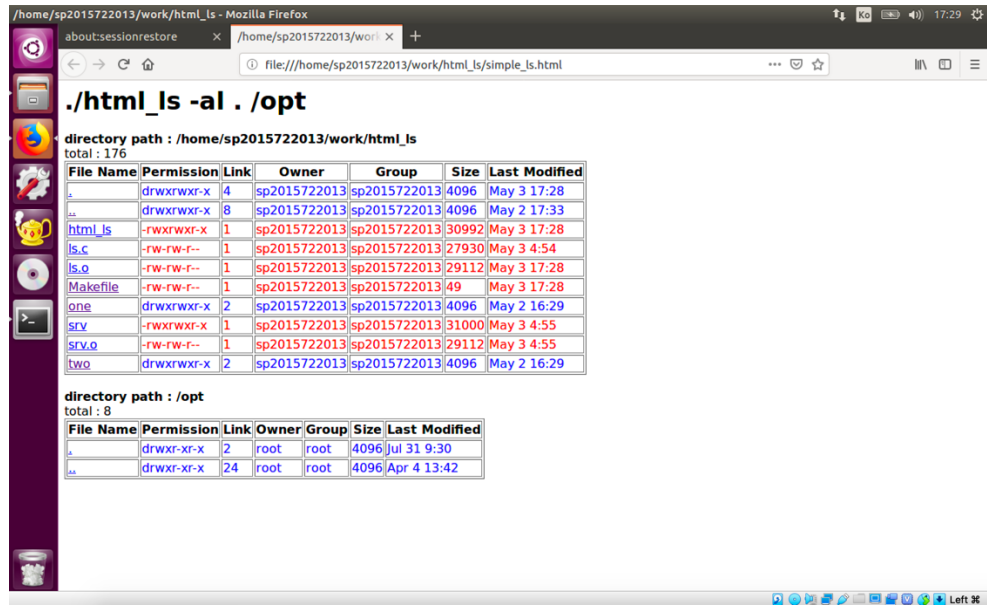 /home/sp2015722013/work/html_ls - Mozilla Firefox Ko 17:29
about:sessionrestore × /home/sp2015722013/work × +
file:///home/sp2015722013/work/html_ls/simple_ls.html
./html_ls -al . /opt
directory path : /home/sp2015722013/work/html_ls
total : 176
File Name Permission Link Owner Group Size Last Modified
. drwxrwxr-x 4 sp2015722013 sp2015722013 4096 May 3 17:28
.. drwxrwxr-x 8 sp2015722013 sp2015722013 4096 May 2 17:33
html_ls -rwxrwxr-x 1 sp2015722013 sp2015722013 30992 May 3 17:28
ls.c -rw-rw-r-- 1 sp2015722013 sp2015722013 27930 May 3 4:54
ls.o -rw-rw-r-- 1 sp2015722013 sp2015722013 29112 May 3 17:28
Makefile -rw-rw-r-- 1 sp2015722013 sp2015722013 49 May 3 17:28
one drwxrwxr-x 2 sp2015722013 sp2015722013 4096 May 2 16:29
srv -rwxrwxr-x 1 sp2015722013 sp2015722013 31000 May 3 4:55
srv.o -rw-rw-r-- 1 sp2015722013 sp2015722013 29112 May 3 4:55
two drwxrwxr-x 2 sp2015722013 sp2015722013 4096 May 2 16:29
directory path : /opt
total : 8
File Name Permission Link Owner Group Size Last Modified
. drwxr-xr-x 2 root root 4096 Jul 31 9:30
.. drwxr-xr-x 24 root root 4096 Apr 4 13:42
Left ⌘